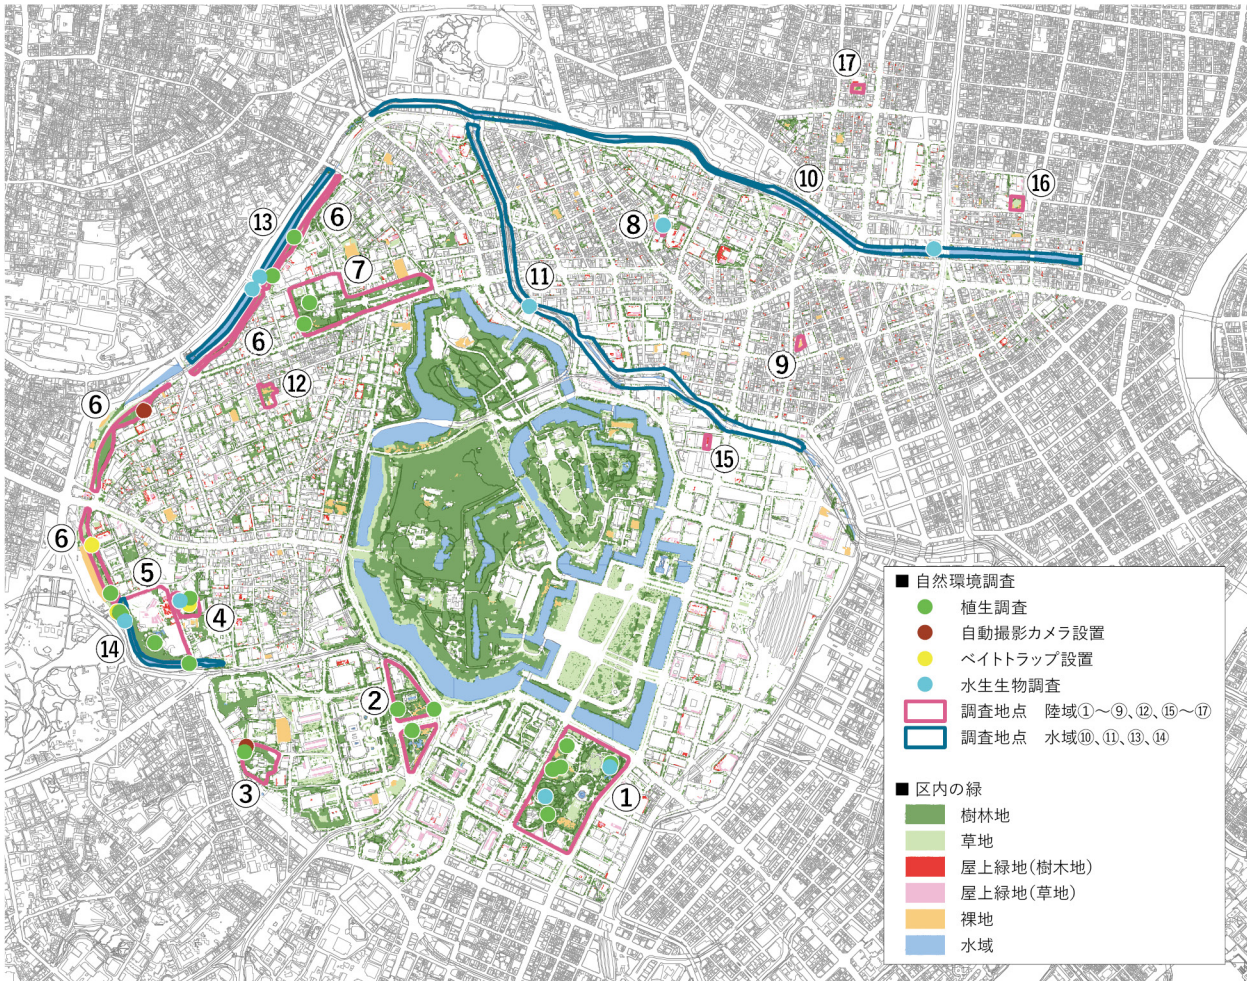 ⑰
⑩
⑯
⑬
⑥
⑧
⑦
⑪
⑥
⑨
⑫
⑥
⑮
⑥
⑤
④
⑭
②
③
①
■ 自然環境調査
植生調査
自動撮影カメラ設置
ベイトトラップ設置
水生生物調査
調査地点 陸域①～⑨、⑫、⑮～⑰
調査地点 水域⑩、⑪、⑬、⑭
■ 区内の緑
樹林地
草地
屋上緑地(樹木地)
屋上緑地(草地)
裸地
水域